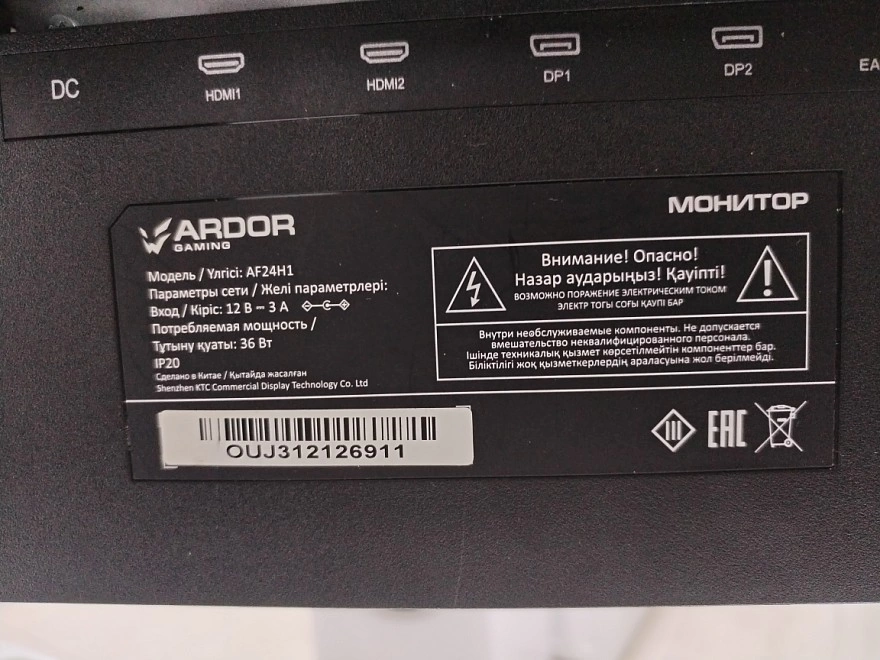 DC
HDMI1
HDMI2
DP1
DP2
EA
ARDOR
GAMING
МОНИТОР
Модель / Үлгісі: AF24H1
Параметры сети / Желі параметрлері:
Вход / Кіріс: 12 В ⎓ 3 А
Потребляемая мощность /
Тұтыну қуаты: 36 Вт
IP20
Сделано в Китае / Қытайда жасалған
Shenzhen KTC Commercial Display Technology Co. Ltd
Внимание! Опасно!
Назар аударыңыз! Қауіпті!
ВОЗМОЖНО ПОРАЖЕНИЕ ЭЛЕКТРИЧЕСКИМ ТОКОМ
ЭЛЕКТР ТОГЫ СОҒЫ ҚАУПІ БАР
Внутри необслуживаемые компоненты. Не допускается
вмешательство неквалифицированного персонала.
Ішінде техникалық қызмет көрсетілмейтін компоненттер бар.
Біліктілігі жоқ қызметкерлердің араласуына жол берілмейді.
OUJ312126911
EAC